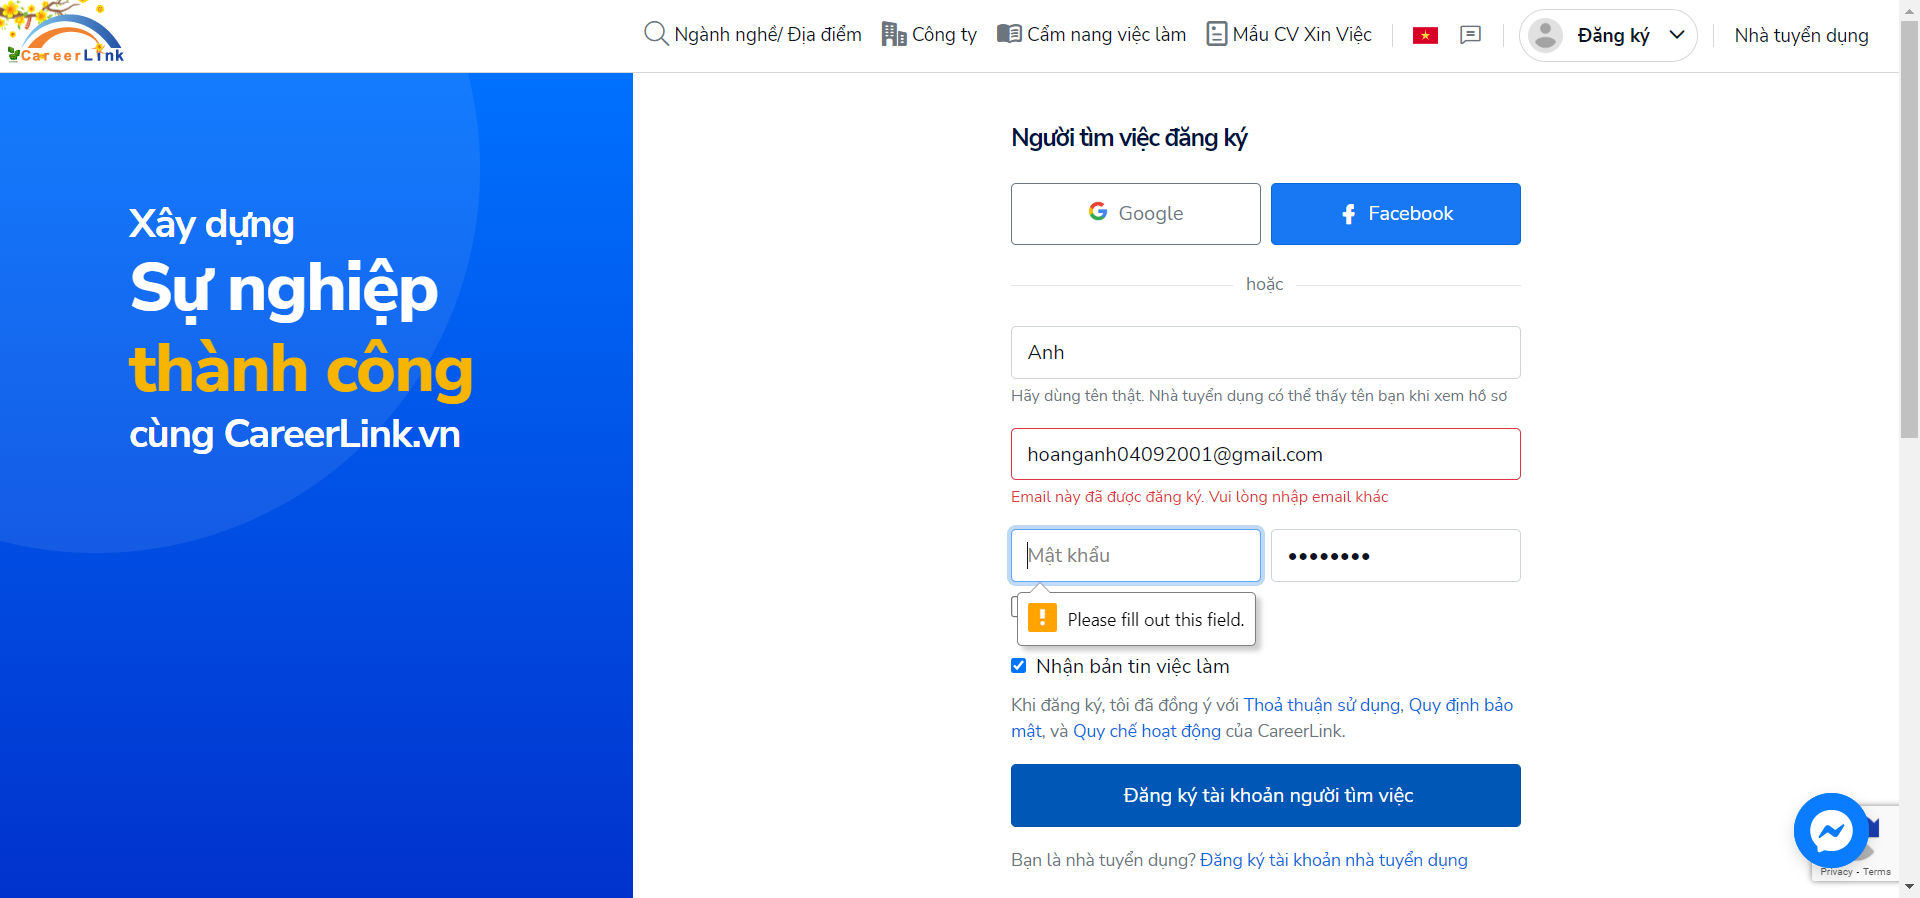 CareerLink
Ngành nghề/ Địa điểm
Công ty
Cẩm nang việc làm
Mẫu CV Xin Việc
Đăng ký
Nhà tuyển dụng
Xây dựng
Sự nghiệp
thành công
cùng CareerLink.vn
Người tìm việc đăng ký
Google
Facebook
hoặc
Anh
Hãy dùng tên thật. Nhà tuyển dụng có thể thấy tên bạn khi xem hồ sơ
hoanganh04092001@gmail.com
Email này đã được đăng ký. Vui lòng nhập email khác
Mật khẩu
••••••••
Please fill out this field.
Nhận bản tin việc làm
Khi đăng ký, tôi đã đồng ý với Thoả thuận sử dụng, Quy định bảo
mật, và Quy chế hoạt động của CareerLink.
Đăng ký tài khoản người tìm việc
Bạn là nhà tuyển dụng? Đăng ký tài khoản nhà tuyển dụng
Privacy - Terms